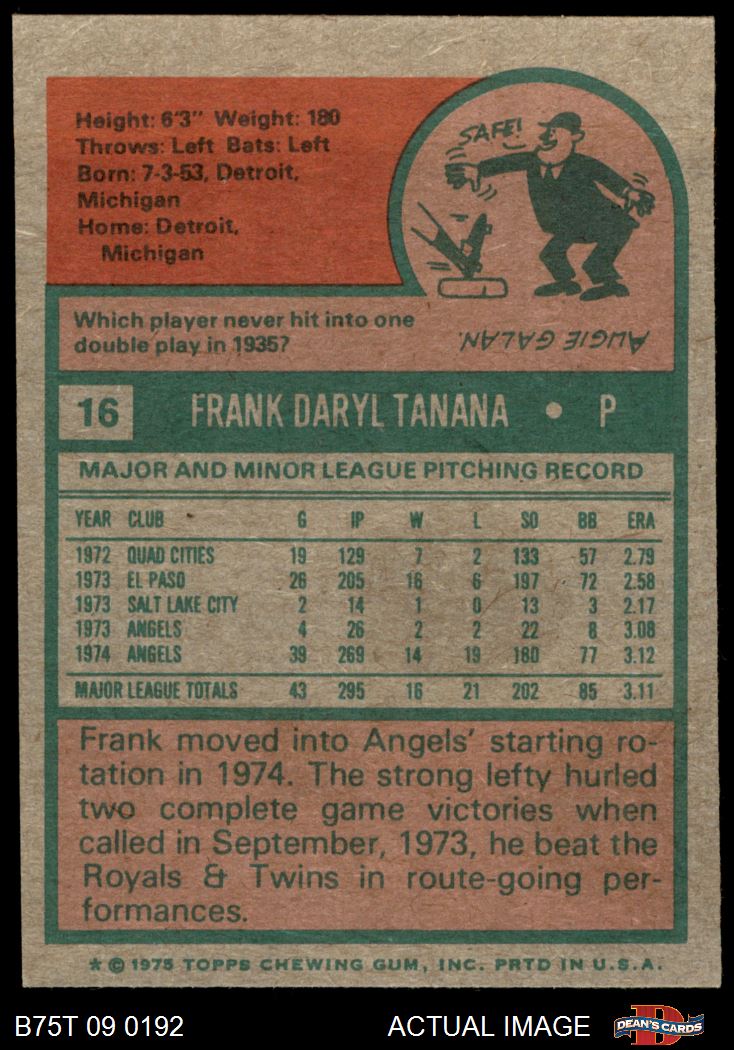 Height: 6'3" Weight: 180
Throws: Left Bats: Left
Born: 7-3-53, Detroit,
Michigan
Home: Detroit,
Michigan
SAFE!
Which player never hit into one
double play in 1935?
AUGIE GALAN.
16 FRANK DARYL TANANA • P
MAJOR AND MINOR LEAGUE PITCHING RECORD
YEAR CLUB G IP W L SO BB ERA
1972 QUAD CITIES 19 129 7 2 133 57 2.79
1973 EL PASO 26 205 16 6 197 72 2.58
1973 SALT LAKE CITY 2 14 1 0 13 3 2.17
1973 ANGELS 4 26 2 2 22 8 3.08
1974 ANGELS 39 269 14 19 180 77 3.12
MAJOR LEAGUE TOTALS 43 295 16 21 202 85 3.11
Frank moved into Angels' starting ro-
tation in 1974. The strong lefty hurled
two complete game victories when
called in September, 1973, he beat the
Royals & Twins in route-going per-
formances.
* © 1975 TOPPS CHEWING GUM, INC. PRTD IN U.S.A.
B75T 09 0192 ACTUAL IMAGE DEAN'S CARDS